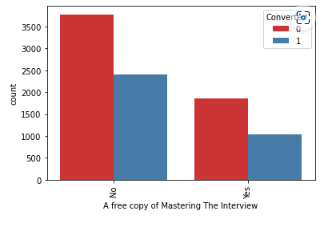 Converted
0
1
3500
3000
2500
2000
1500
1000
500
0
count
No
Yes
A free copy of Mastering The Interview